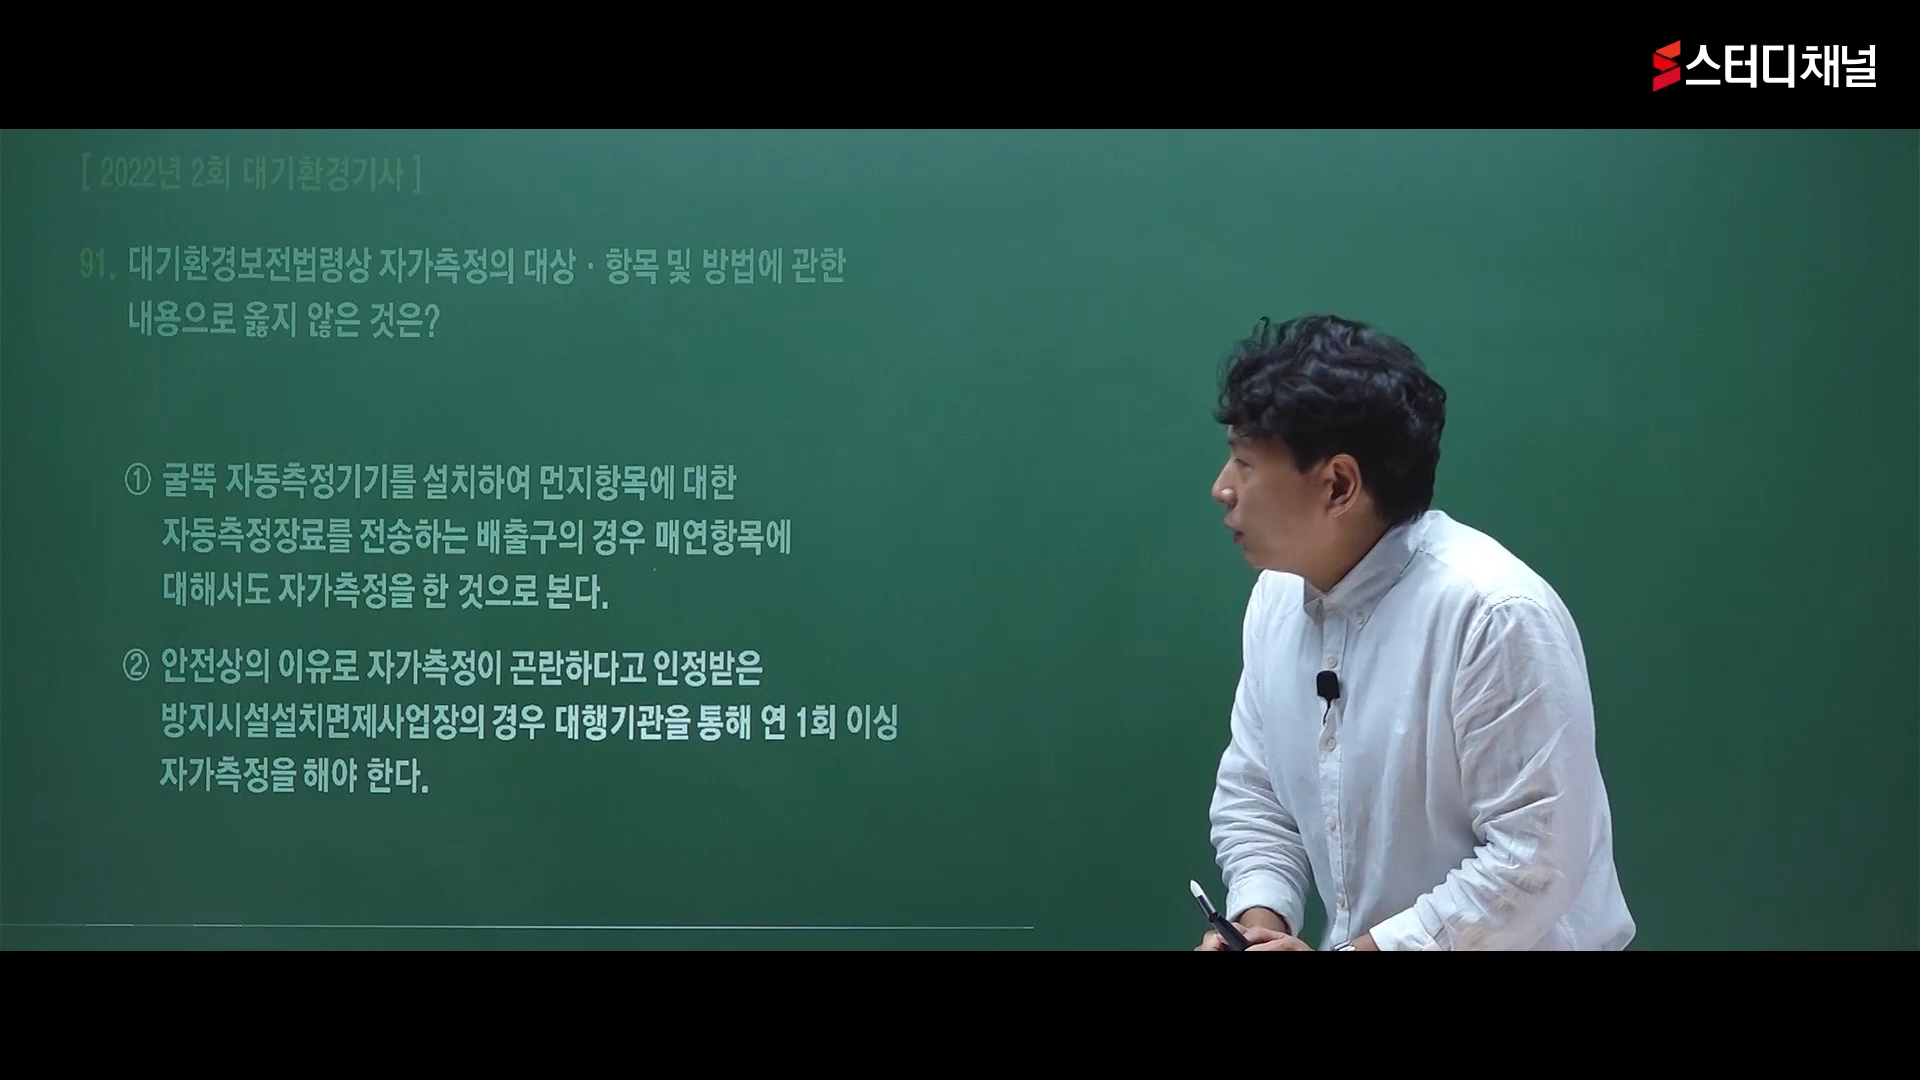 스터디채널
[ 2022년 2회 대기환경기사 ]
91. 대기환경보전법령상 자가측정의 대상 · 항목 및 방법에 관한
내용으로 옳지 않은 것은?
① 굴뚝 자동측정기기를 설치하여 먼지항목에 대한
자동측정장료를 전송하는 배출구의 경우 매연항목에
대해서도 자가측정을 한 것으로 본다.
② 안전상의 이유로 자가측정이 곤란하다고 인정받은
방지시설설치면제사업장의 경우 대행기관을 통해 연 1회 이싱
자가측정을 해야 한다.